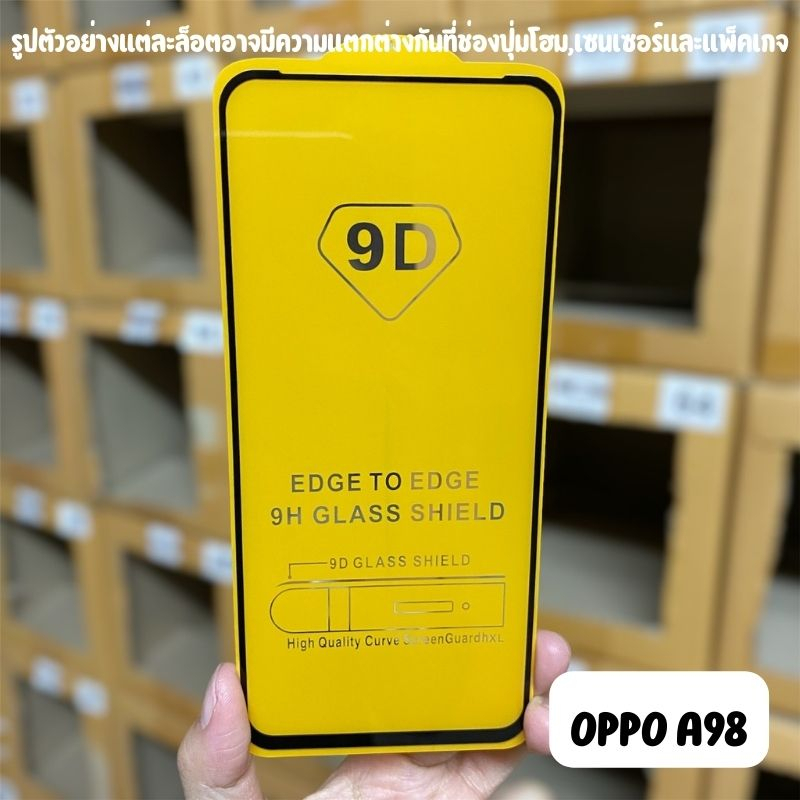 รูปตัวอย่างแต่ละล็อตอาจมีความแตกต่างกันที่ช่องปุ่มโฮม,เซนเซอร์และแพ็คเกจ
9D
EDGE TO EDGE
9H GLASS SHIELD
9D GLASS SHIELD
High Quality Curve ScreenGuardhxL
OPPO A98